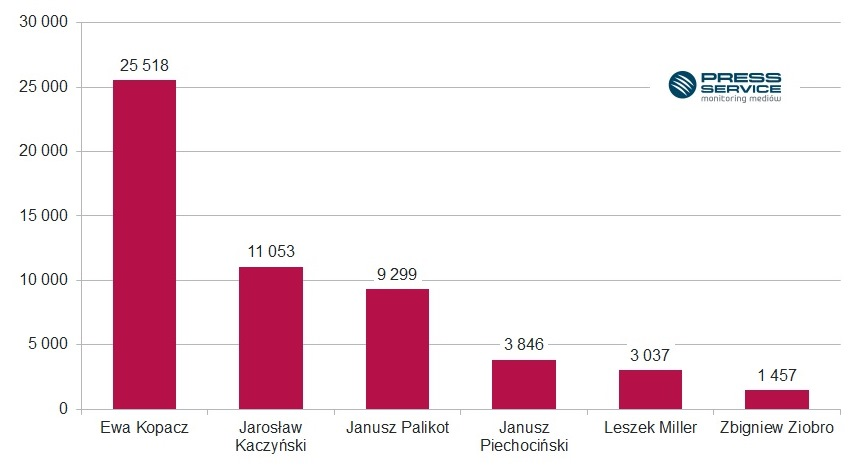 30 000
25 518
25 000
PRESS
SERVICE
monitoring mediów
20 000
15 000
11 053
10 000
9 299
5 000
3 846
3 037
1 457
0
Ewa Kopacz
Jarosław
Kaczyński
Janusz Palikot
Janusz
Piechociński
Leszek Miller
Zbigniew Ziobro